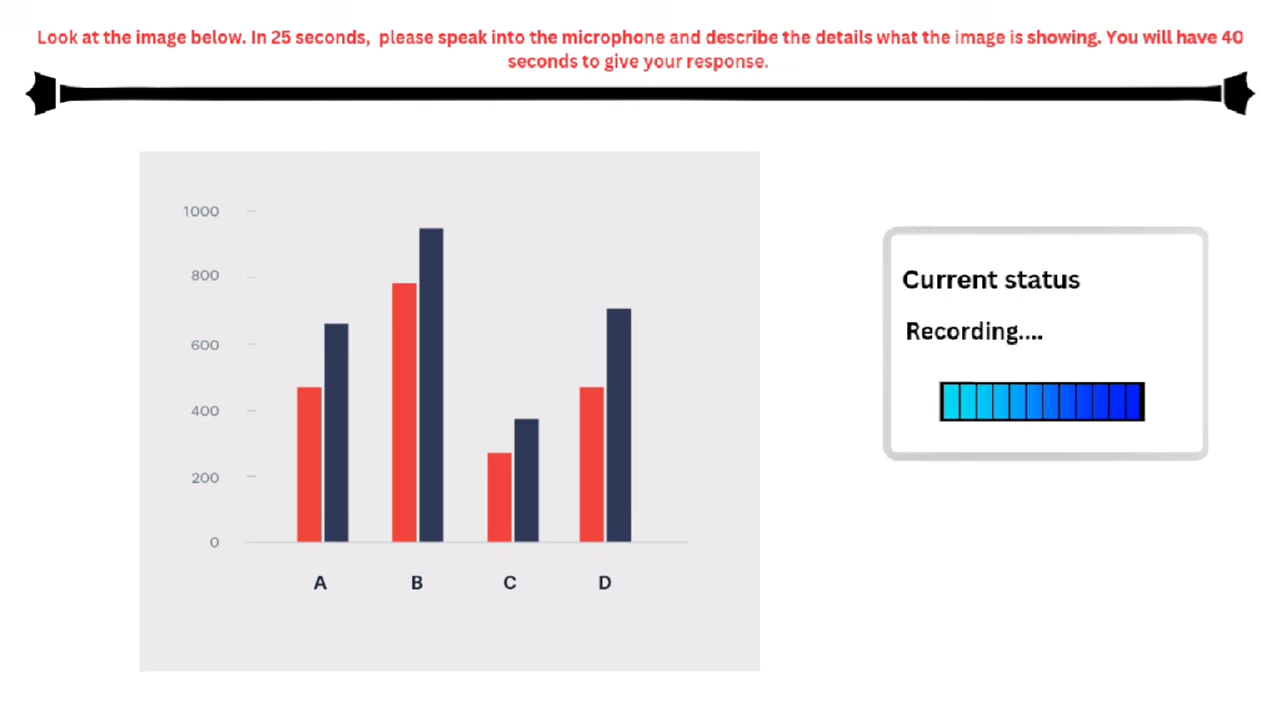 Look at the image below. In 25 seconds,  please speak into the microphone and describe the details what the image is showing. You will have 40
seconds to give your response.
1000
800
600
400
200
0
A B C D
Current status
Recording....